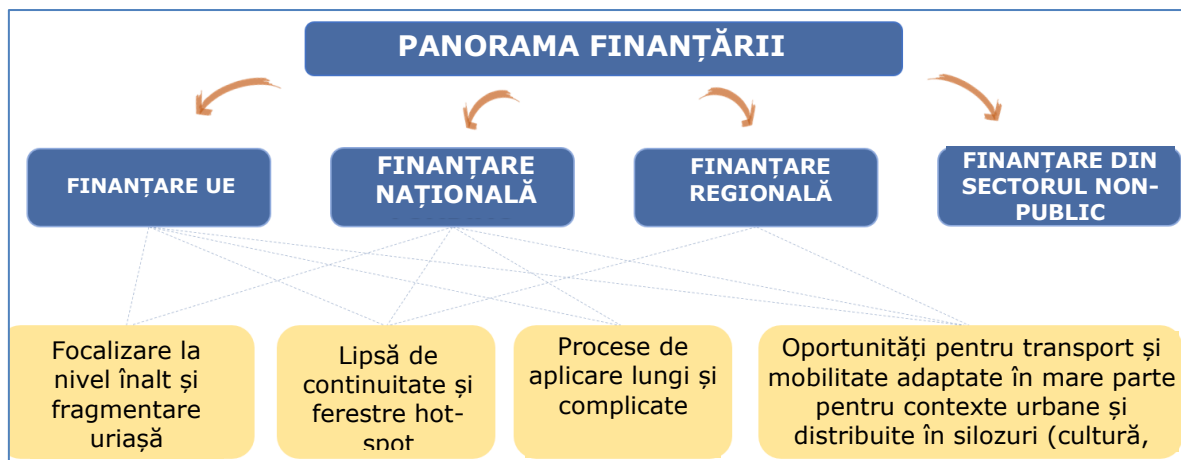 PANORAMA FINANȚĂRII
FINANȚARE UE
FINANȚARE
NAȚIONALĂ
FINANȚARE
REGIONALĂ
FINANȚARE DIN
SECTORUL NON-
PUBLIC
Focalizare la
nivel înalt și
fragmentare
uriașă
Lipsă de
continuitate și
ferestre hot-
spot
Procese de
aplicare lungi și
complicate
Oportunități pentru transport și
mobilitate adaptate în mare parte
pentru contexte urbane și
distribuite în silozuri (cultură,